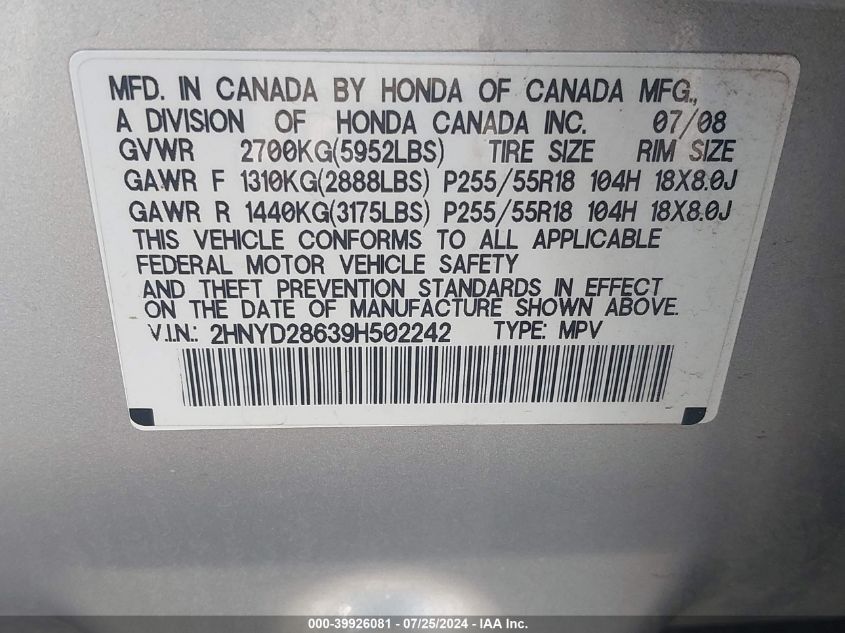 MFD. IN CANADA BY HONDA OF CANADA MFG.,
A DIVISION OF HONDA CANADA INC. 07/08
GVWR 2700KG(5952LBS) TIRE SIZE RIM SIZE
GAWR F 1310KG(2888LBS) P255/55R18 104H 18X8.0J
GAWR R 1440KG(3175LBS) P255/55R18 104H 18X8.0J
THIS VEHICLE CONFORMS TO ALL APPLICABLE
FEDERAL MOTOR VEHICLE SAFETY
AND THEFT PREVENTION STANDARDS IN EFFECT
ON THE DATE OF MANUFACTURE SHOWN ABOVE.
V.I.N.: 2HNYD28639H502242 TYPE: MPV
000-39926081 - 07/25/2024 - IAA Inc.